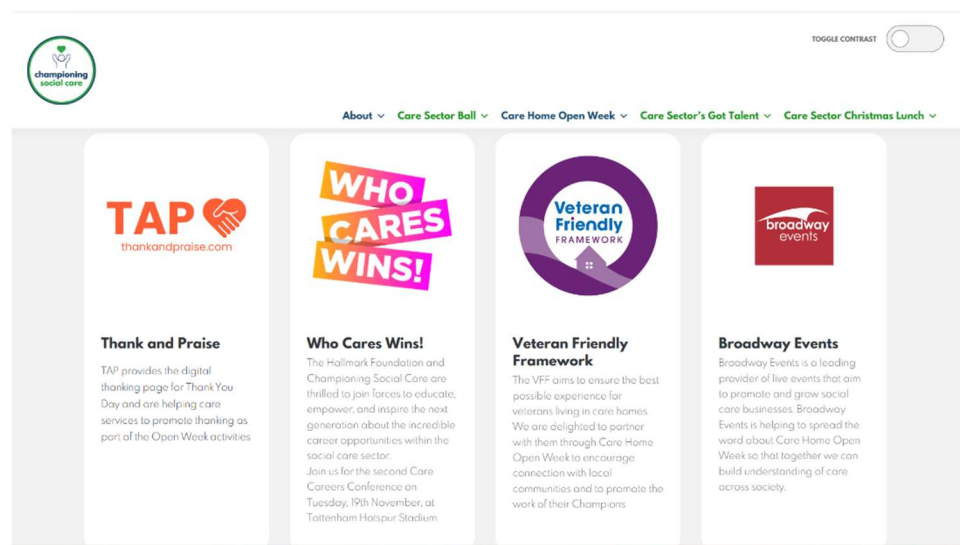 TOGGLE CONTRAST
championing
social care
About
Care Sector Ball
Care Home Open Week
Care Sector's Got Talent
Care Sector Christmas Lunch
TAP
thankandpraise.com
Thank and Praise
TAP provides the digital
thanking page for Thank You
Day and are helping care
services to promote thanking as
part of the Open Week activities
WHO
CARES
WINS!
Who Cares Wins!
The Hallmark Foundation and
Championing Social Care are
thrilled to join forces to educate,
empower, and inspire the next
generation about the incredible
career opportunities within the
social care sector.
Join us for the second Care
Careers Conference on
Tuesday, 19th November, at
Tottenham Hotspur Stadium.
Veteran
Friendly
FRAMEWORK
Veteran Friendly
Framework
The VFF aims to ensure the best
possible experience for
veterans living in care homes.
We are delighted to partner
with them through Care Home
Open Week to encourage
connection with local
communities and to promote the
work of their Champions
broadway
events
Broadway Events
Broadway Events is a leading
provider of live events that aim
to promote and grow social
care businesses. Broadway
Events is helping to spread the
word about Care Home Open
Week so that together we can
build understanding of care
across society.